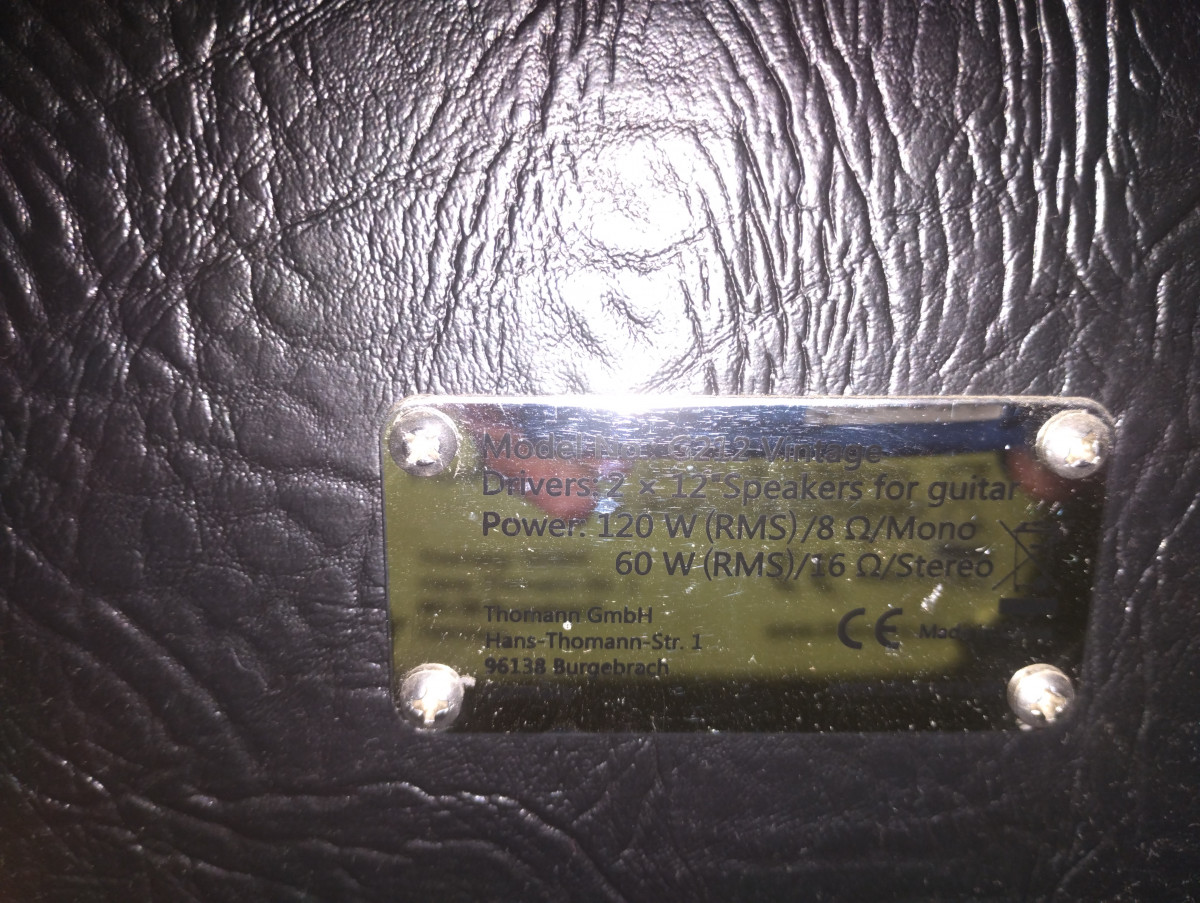 Model No.: G212 Vintage
Drivers: 2 × 12" Speakers for guitar
Power: 120 W (RMS)/8 Ω/Mono
60 W (RMS)/16 Ω/Stereo
Thomann GmbH
Hans-Thomann-Str. 1
96138 Burgebrach
CE